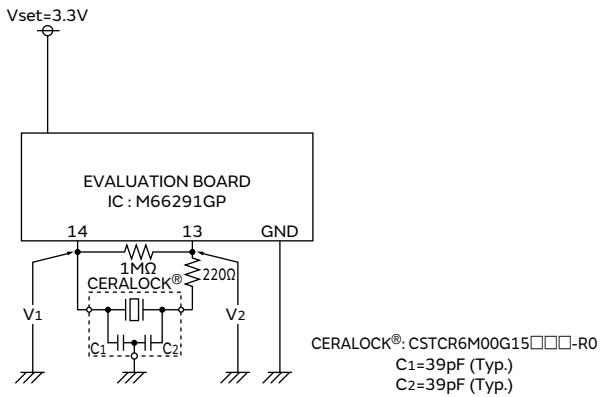 Vset=3.3V
EVALUATION BOARD
IC : M66291GP
14 13 GND
1MΩ
CERALOCK®
220Ω
V1 V2
C1 C2
CERALOCK®: CSTCR6M00G15□□□-R0
C1=39pF (Typ.)
C2=39pF (Typ.)